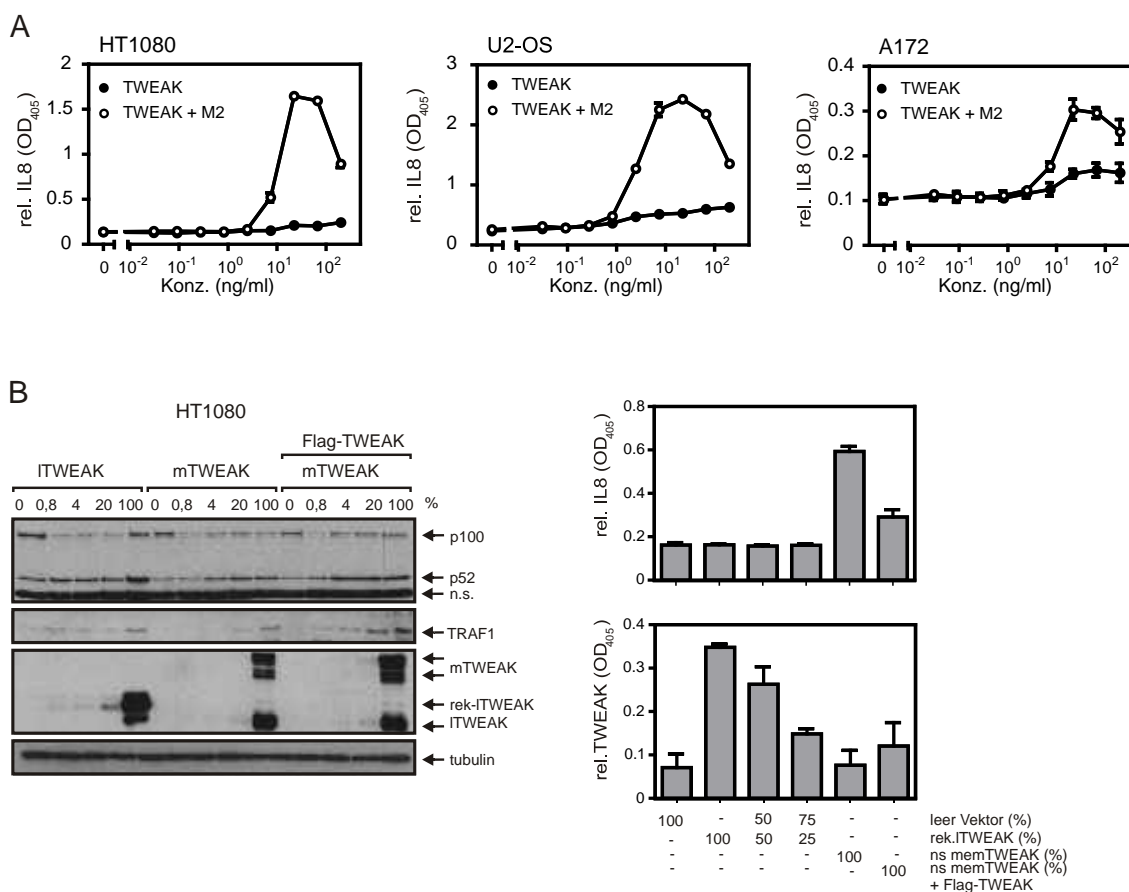 A
HT1080
rel. IL8 (OD405)
2
1.5
1
0.5
0
TWEAK
TWEAK + M2
0 10-2 10-1 100 101 102
Konz. (ng/ml)
U2-OS
rel. IL8 (OD405)
3
2
1
0
TWEAK
TWEAK + M2
0 10-2 10-1 100 101 102
Konz. (ng/ml)
A172
rel. IL8 (OD405)
0.4
0.3
0.2
0.1
0
TWEAK
TWEAK + M2
0 10-2 10-1 100 101 102
Konz. (ng/ml)
B
HT1080
Flag-TWEAK
lTWEAK mTWEAK mTWEAK
0 0,8 4 20 100 0 0,8 4 20 100 0 0,8 4 20 100 %
p100
p52
n.s.
TRAF1
mTWEAK
rek-lTWEAK
lTWEAK
tubulin
rel. IL8 (OD405)
0.8
0.6
0.4
0.2
0
rel.TWEAK (OD405)
0.4
0.3
0.2
0.1
0
100 - 50 75 - - leer Vektor (%)
- 100 50 25 - - rek.lTWEAK (%)
- - - - 100 - ns memTWEAK (%)
- - - - - 100 ns memTWEAK (%)
+ Flag-TWEAK